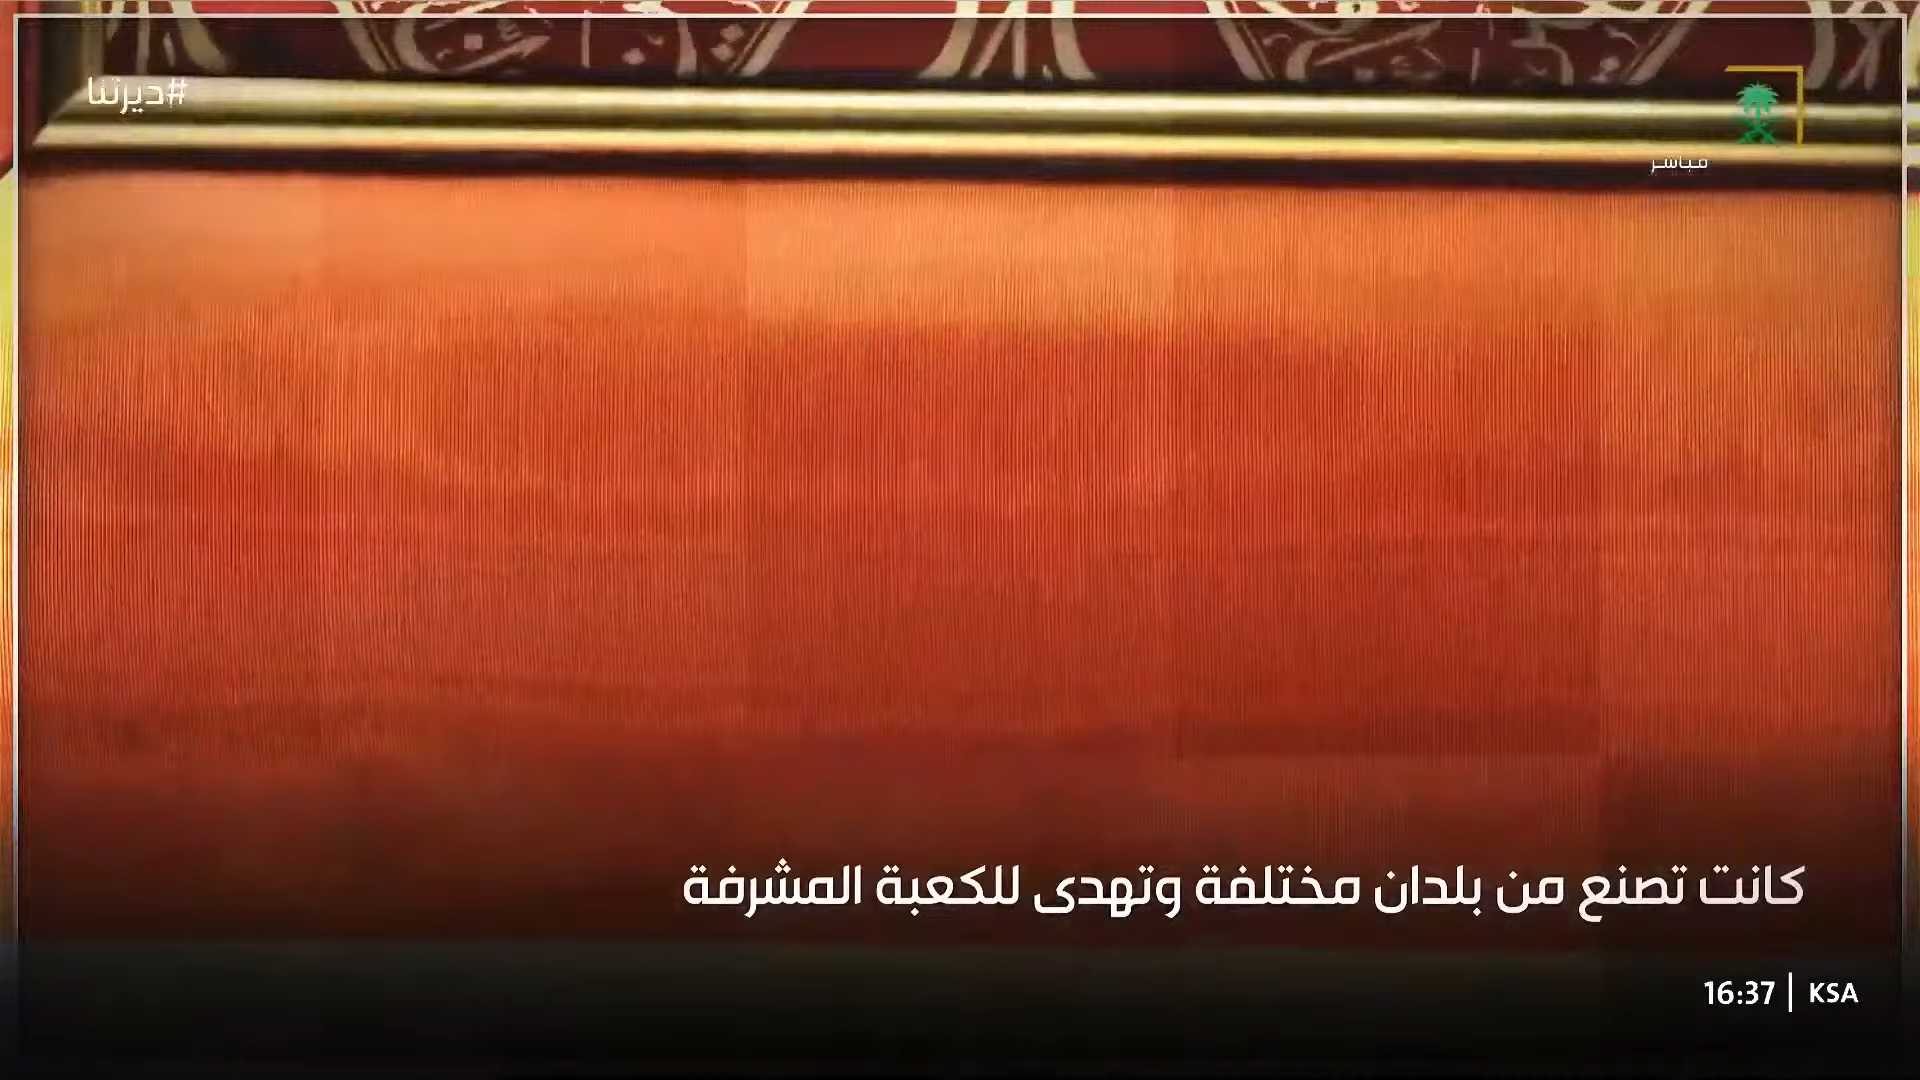 #ديرتنا
مباشر
كانت تصنع من بلدان مختلفة وتهدى للكعبة المشرفة
16:37 | KSA